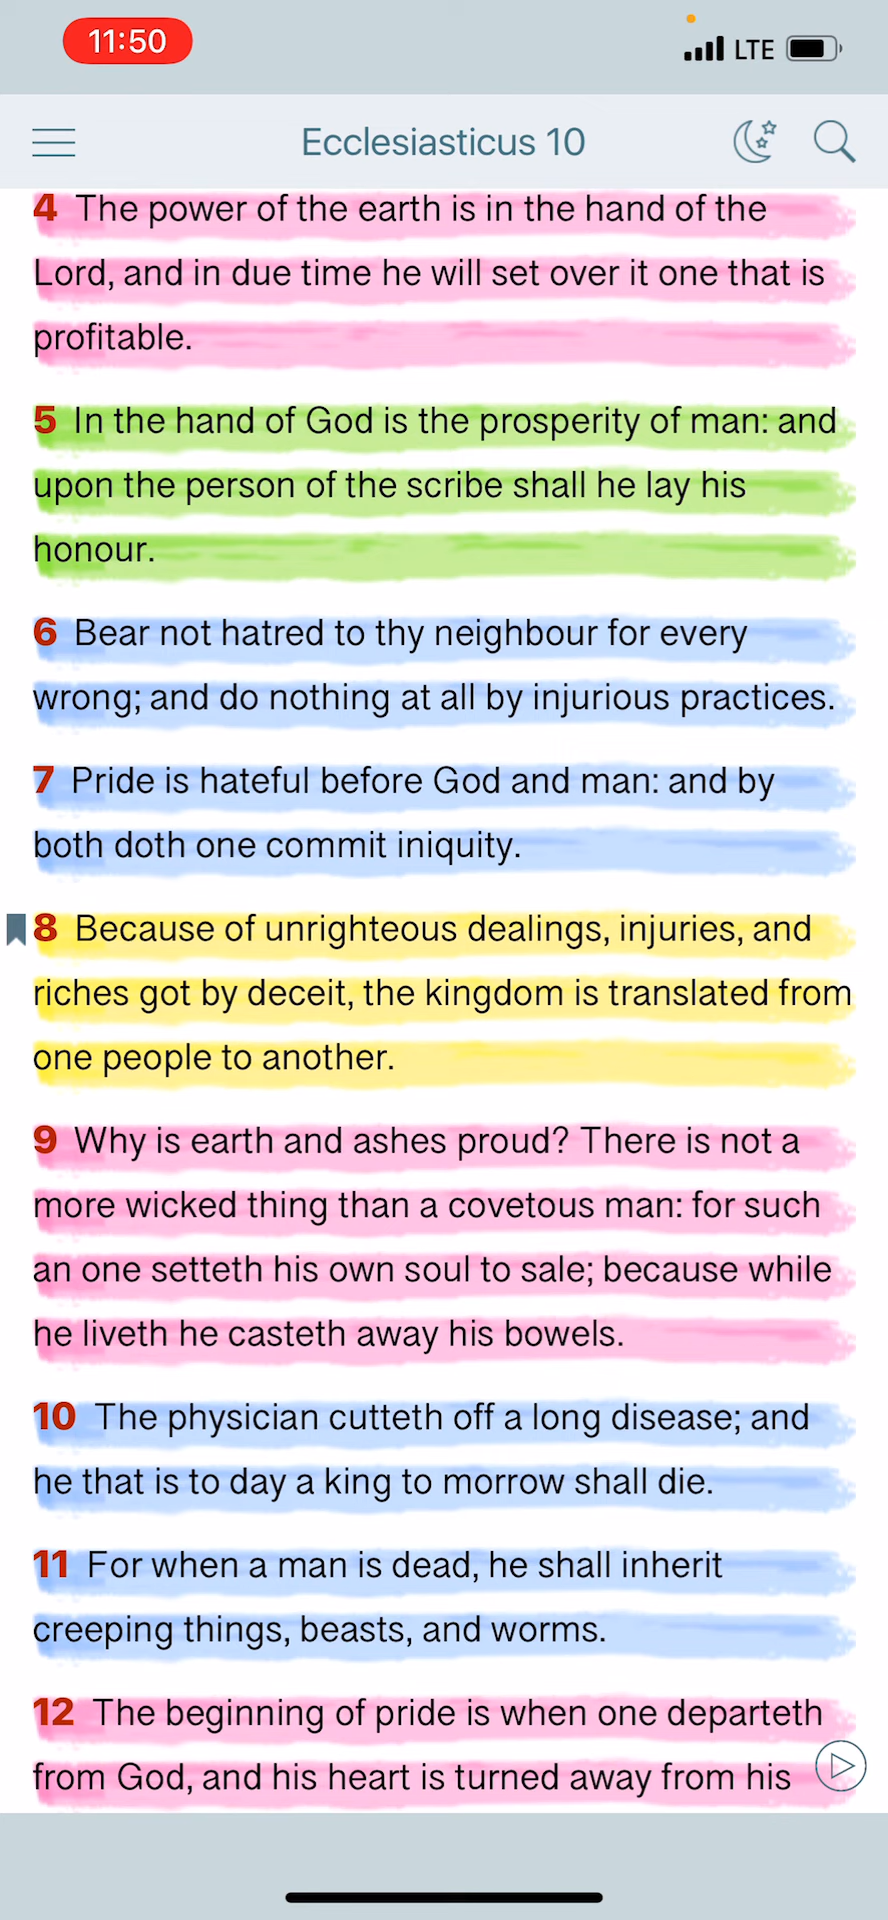 11:50
LTE
Ecclesiasticus 10
4 The power of the earth is in the hand of the
Lord, and in due time he will set over it one that is
profitable.
5 In the hand of God is the prosperity of man: and
upon the person of the scribe shall he lay his
honour.
6 Bear not hatred to thy neighbour for every
wrong; and do nothing at all by injurious practices.
7 Pride is hateful before God and man: and by
both doth one commit iniquity.
8 Because of unrighteous dealings, injuries, and
riches got by deceit, the kingdom is translated from
one people to another.
9 Why is earth and ashes proud? There is not a
more wicked thing than a covetous man: for such
an one setteth his own soul to sale; because while
he liveth he casteth away his bowels.
10 The physician cutteth off a long disease; and
he that is to day a king to morrow shall die.
11 For when a man is dead, he shall inherit
creeping things, beasts, and worms.
12 The beginning of pride is when one departeth
from God, and his heart is turned away from his